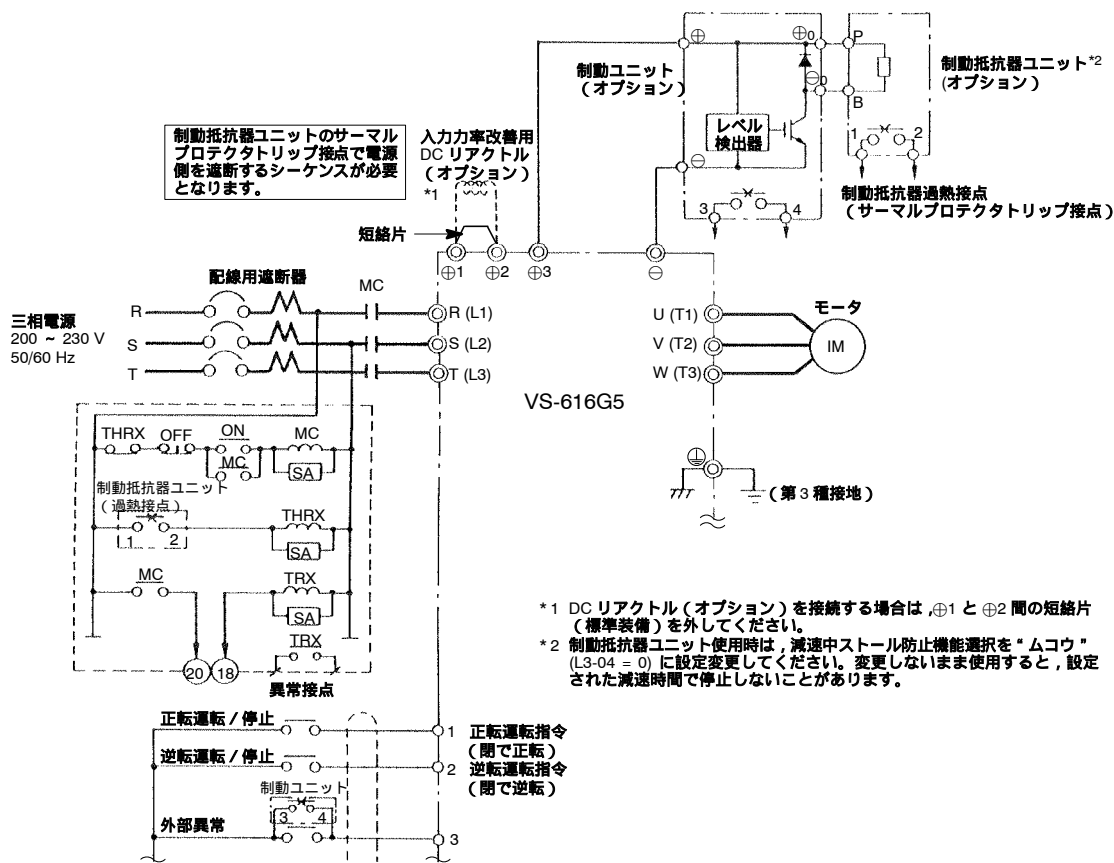 ⊕
⊕0
P
制動ユニット
(オプション)
⊖0
B
制動抵抗器ユニット*2
(オプション)
レベル
検出器
1
2
⊖
制動抵抗器過熱接点
(サーマルプロテクタトリップ接点)
3
4
制動抵抗器ユニットのサーマル
プロテクタトリップ接点で電源
側を遮断するシーケンスが必要
となります。
入力力率改善用
DC リアクトル
(オプション)
*1
短絡片
⊕1
⊕2
⊕3
⊖
配線用遮断器
MC
三相電源
200 ~ 230 V
50/60 Hz
R
S
T
R (L1)
S (L2)
T (L3)
U (T1)
V (T2)
W (T3)
モータ
IM
VS-616G5
(第3種接地)
THRX
OFF
ON
MC
MC
SA
制動抵抗器ユニット
(過熱接点)
1
2
THRX
SA
MC
TRX
SA
TRX
20
18
異常接点
*1 DC リアクトル(オプション)を接続する場合は,⊕1 と ⊕2 間の短絡片
(標準装備)を外してください。
*2 制動抵抗器ユニット使用時は,減速中ストール防止機能選択を“ムコウ”
(L3-04 = 0) に設定変更してください。変更しないまま使用すると,設定
された減速時間で停止しないことがあります。
正転運転/停止
1
正転運転指令
(閉で正転)
逆転運転/停止
2
逆転運転指令
(閉で逆転)
制動ユニット
3
4
外部異常
3